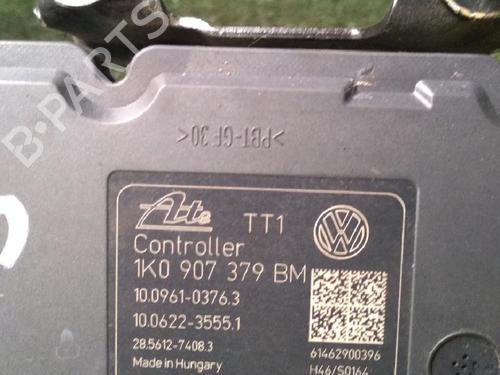 B-PARTS
>PBT-GF30<
Ate TT1
Controller
1K0 907 379 BM
10.0961-0376.3
10.0622-3555.1
28.5612-7408.3
61462900396
Made in Hungary
H46/S0164